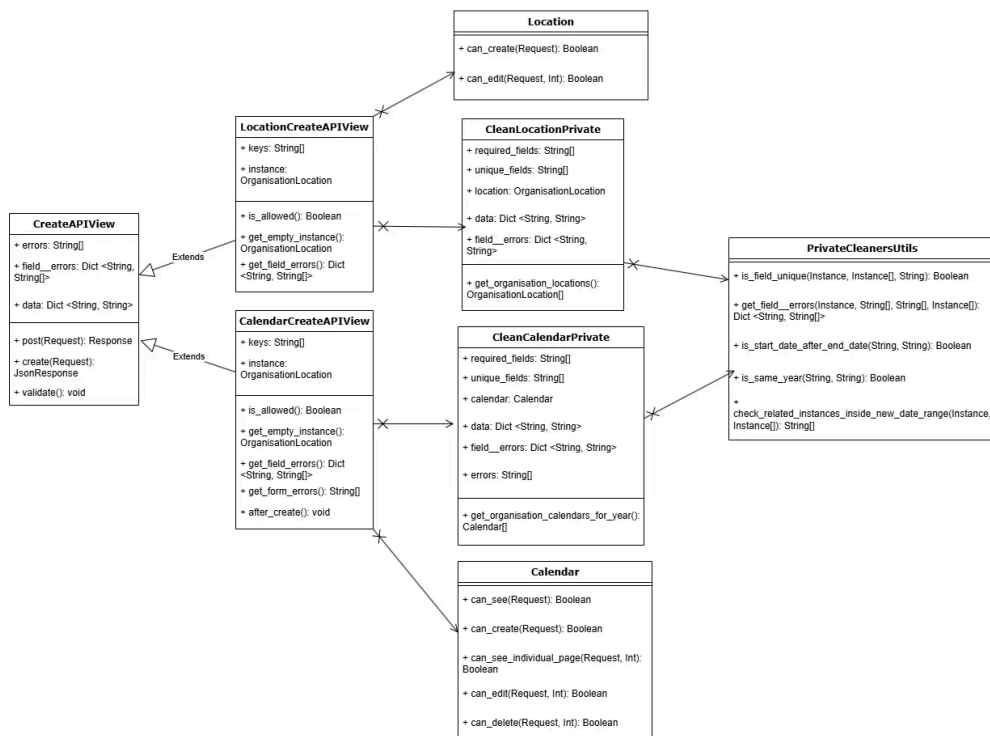 Location
+ can_create(Request): Boolean
+ can_edit(Request, Int): Boolean
LocationCreateAPIView
+ keys: String[]
+ instance:
OrganisationLocation
+ is_allowed(): Boolean
+ get_empty_instance():
OrganisationLocation
+ get_field_errors(): Dict
<String, String[]>
CleanLocationPrivate
+ required_fields: String[]
+ unique_fields: String[]
+ location: OrganisationLocation
+ data: Dict <String, String>
+ field__errors: Dict <String,
String>
+ get_organisation_locations():
OrganisationLocation[]
CreateAPIView
+ errors: String[]
+ field__errors: Dict <String,
String[]>
+ data: Dict <String, String>
+ post(Request): Response
+ create(Request):
JsonResponse
+ validate(): void
Extends
Extends
PrivateCleanersUtils
+ is_field_unique(Instance, Instance[], String): Boolean
+ get_field__errors(Instance, String[], String[], Instance[]):
Dict <String, String[]>
+ is_start_date_after_end_date(String, String): Boolean
+ is_same_year(String, String): Boolean
+
check_related_instances_inside_new_date_range(Instance,
Instance[]): String[]
CalendarCreateAPIView
+ keys: String[]
+ instance:
OrganisationLocation
+ is_allowed(): Boolean
+ get_empty_instance():
OrganisationLocation
+ get_field_errors(): Dict
<String, String[]>
+ get_form_errors(): String[]
+ after_create(): void
CleanCalendarPrivate
+ required_fields: String[]
+ unique_fields: String[]
+ calendar: Calendar
+ data: Dict <String, String>
+ field__errors: Dict <String, String>
+ errors: String[]
+ get_organisation_calendars_for_year():
Calendar[]
Calendar
+ can_see(Request): Boolean
+ can_create(Request): Boolean
+ can_see_individual_page(Request, Int):
Boolean
+ can_edit(Request, Int): Boolean
+ can_delete(Request, Int): Boolean